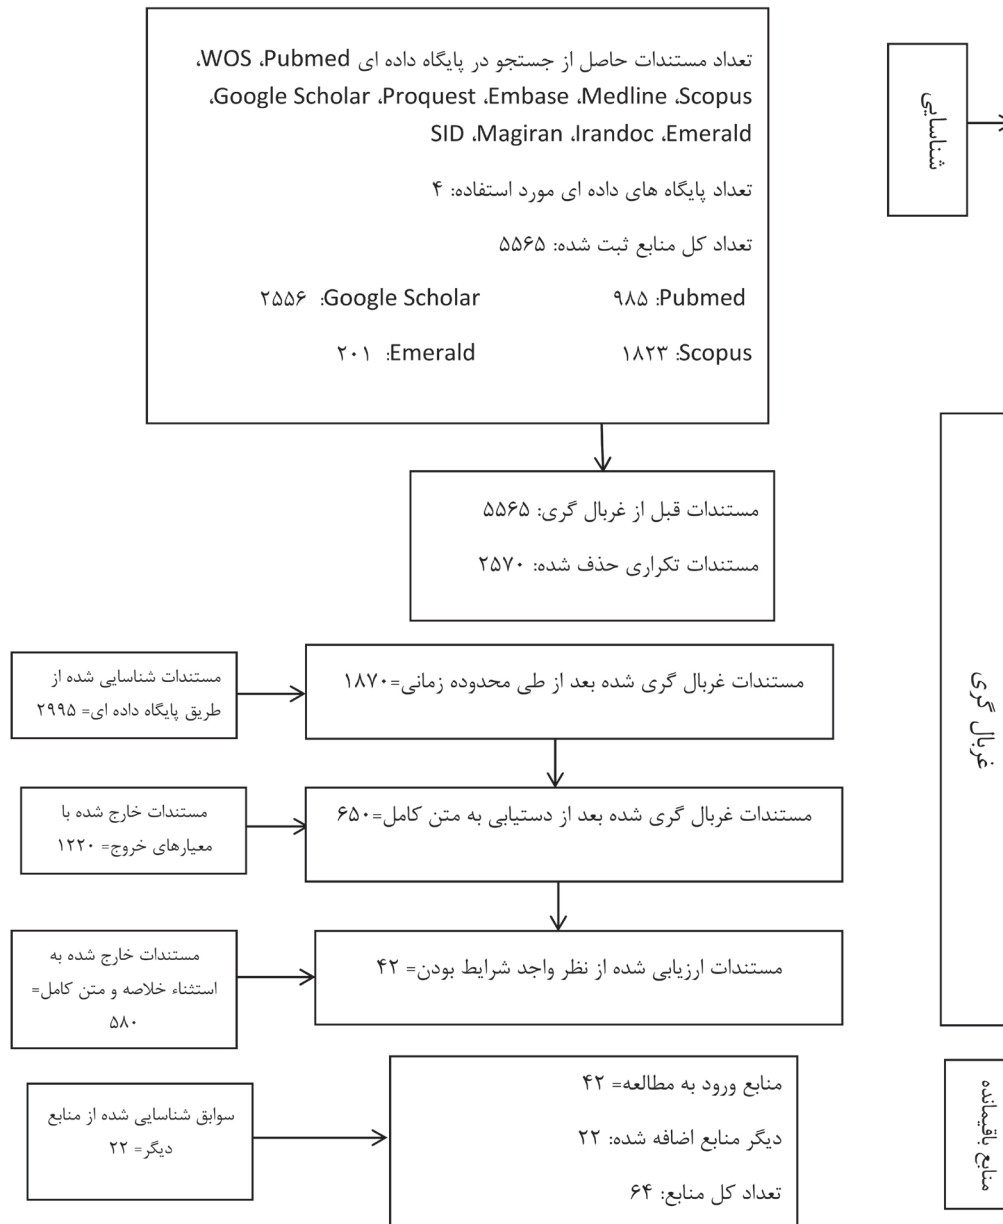 تعداد مستندات حاصل از جستجو در پایگاه داده ای WOS ،Pubmed،
Google Scholar ،Proquest ،Embase ،Medline ،Scopus،
SID ،Magiran ،Irandoc ،Emerald
تعداد پایگاه های داده ای مورد استفاده: ۴
تعداد کل منابع ثبت شده: ۵۵۶۵
Pubmed: ۹۸۵ Google Scholar: ۲۵۵۶
Scopus: ۱۸۲۳ Emerald: ۲۰۱
شناسایی
مستندات قبل از غربال گری: ۵۵۶۵
مستندات تکراری حذف شده: ۲۵۷۰
غربال گری
مستندات غربال گری شده بعد از طی محدوده زمانی=۱۸۷۰
مستندات شناسایی شده از
طریق پایگاه داده ای= ۲۹۹۵
مستندات غربال گری شده بعد از دستیابی به متن کامل=۶۵۰
مستندات خارج شده با
معیارهای خروج= ۱۲۲۰
مستندات ارزیابی شده از نظر واجد شرایط بودن= ۴۲
مستندات خارج شده به
استثناء خلاصه و متن کامل=
۵۸۰
منابع باقیمانده
منابع ورود به مطالعه= ۴۲
دیگر منابع اضافه شده: ۲۲
تعداد کل منابع: ۶۴
سوابق شناسایی شده از منابع
دیگر= ۲۲